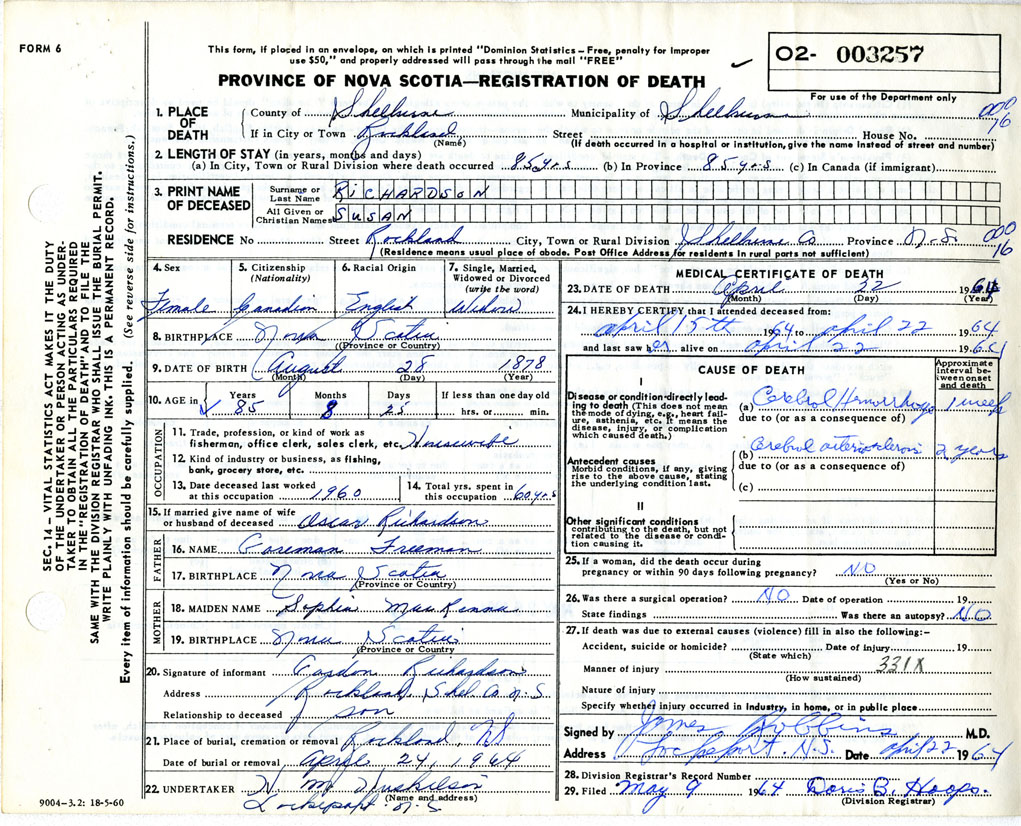 FORM 6
This form, if placed in an envelope, on which is printed "Dominion Statistics – Free, penalty for improper
use $50," and properly addressed will pass through the mail "FREE"
O2- 003257
PROVINCE OF NOVA SCOTIA—REGISTRATION OF DEATH
For use of the Department only
1. PLACE OF DEATH County of Shelburne Municipality of Shelburne 000 16
If in City or Town Rockland Street House No.
(Name) (If death occurred in a hospital or institution, give the name instead of street and number)
2. LENGTH OF STAY (in years, months and days)
(a) In City, Town or Rural Division where death occurred 85 yrs (b) In Province 85 yrs (c) In Canada (if immigrant)
3. PRINT NAME OF DECEASED Surname or Last Name RICHARDSON
All Given or Christian Names SUSAN
RESIDENCE No Street Rockland City, Town or Rural Division Shelburne Co Province N.S. 000 16
(Residence means usual place of abode. Post Office Address for residents in rural parts not sufficient)
4. Sex 5. Citizenship (Nationality) 6. Racial Origin 7. Single, Married, Widowed or Divorced (write the word)
Female Canadian English Widow
8. BIRTHPLACE Nova Scotia
(Province or Country)
9. DATE OF BIRTH August 28 1878
(Month) (Day) (Year)
10. AGE in Years Months Days If less than one day old
85 8 25 hrs. or min.
OCCUPATION
11. Trade, profession, or kind of work as
fisherman, office clerk, sales clerk, etc. Housewife
12. Kind of industry or business, as fishing,
bank, grocery store, etc.
13. Date deceased last worked at this occupation 1960 14. Total yrs. spent in this occupation 60 yrs
15. If married give name of wife
or husband of deceased Oscar Richardson
FATHER
16. NAME Freeman
17. BIRTHPLACE Nova Scotia
(Province or Country)
MOTHER
18. MAIDEN NAME Sophia MacKenna
19. BIRTHPLACE Nova Scotia
(Province or Country)
20. Signature of informant Richardson
Address Rockland, Shel Co N.S
Relationship to deceased son
21. Place of burial, cremation or removal Rockland, NS
Date of burial or removal April 24, 1964
22. UNDERTAKER H. M. Huskilson
(Name and address)
Lockeport N.S.
9004–3.2: 18-5-60
MEDICAL CERTIFICATE OF DEATH
23. DATE OF DEATH April 22 1964
(Month) (Day) (Year)
24. I HEREBY CERTIFY that I attended deceased from:
April 15th 1964 to April 22 1964
and last saw her alive on April 22 1964
CAUSE OF DEATH Approximate interval between onset and death
I
Disease or condition directly leading to death (This does not mean the mode of dying, e.g., heart failure, asthenia, etc. It means the disease, injury, or complication which caused death.)
(a) Cerebral Hemorrhage 1 week
due to (or as a consequence of)
Antecedent causes
Morbid conditions, if any, giving rise to the above cause, stating the underlying condition last.
(b) Cerebral arteriosclerosis 2 years
due to (or as a consequence of)
(c)
II
Other significant conditions
contributing to the death, but not related to the disease or condition causing it.
25. If a woman, did the death occur during
pregnancy or within 90 days following pregnancy? NO
(Yes or No)
26. Was there a surgical operation? NO Date of operation 19
State findings Was there an autopsy? NO
27. If death was due to external causes (violence) fill in also the following:–
Accident, suicide or homicide? Date of injury 19
(State which)
Manner of injury 331X
(How sustained)
Nature of injury
Specify whether injury occurred in Industry, in home, or in public place
Signed by James Robbins M.D.
Address Lockeport. N.S. Date April 22 1964
28. Division Registrar's Record Number
29. Filed May 9 1964 Doris B. Hoops.
(Division Registrar)
SEC. 14 – VITAL STATISTICS ACT MAKES IT THE DUTY
OF THE UNDERTAKER OR PERSON ACTING AS UNDER-
TAKER TO OBTAIN ALL THE PARTICULARS REQUIRED
IN THE "REGISTRATION OF DEATH" AND TO FILE THE
SAME WITH THE DIVISION REGISTRAR WHO SHALL ISSUE THE BURIAL PERMIT.
WRITE PLAINLY WITH UNFADING INK. THIS IS A PERMANENT RECORD.
Every item of information should be carefully supplied. (See reverse side for instructions.)